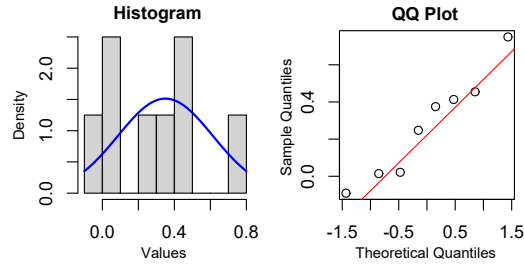 Histogram
Density
0.0
1.0
2.0
0.0
0.4
0.8
Values
QQ Plot
Sample Quantiles
0.0
0.4
-1.5
-0.5
0.5
1.5
Theoretical Quantiles